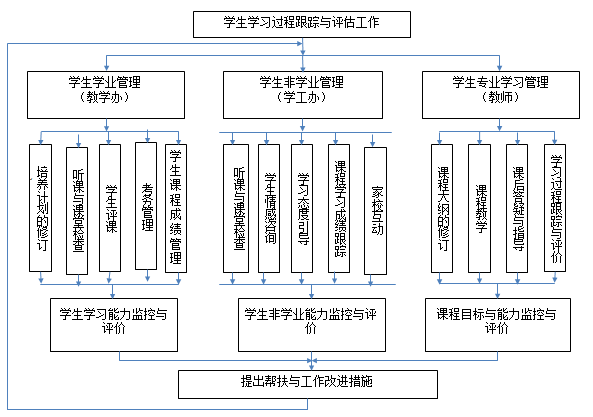 学生学习过程跟踪与评估工作
学生学业管理
（教学办）
学生非学业管理
（学工办）
学生专业学习管理
（教师）
培养计划的修订
听课与课堂检查
学生评课
考务管理
学生课程成绩管理
听课与课堂检查
学生情感咨询
学习态度引导
课程学习成绩跟踪
家校互动
课程大纲的修订
课程教学
课后答疑与指导
学习过程跟踪与评价
学生学习能力监控与
评价
学生非学业能力监控与评
价
课程目标与能力监控与
评价
提出帮扶与工作改进措施